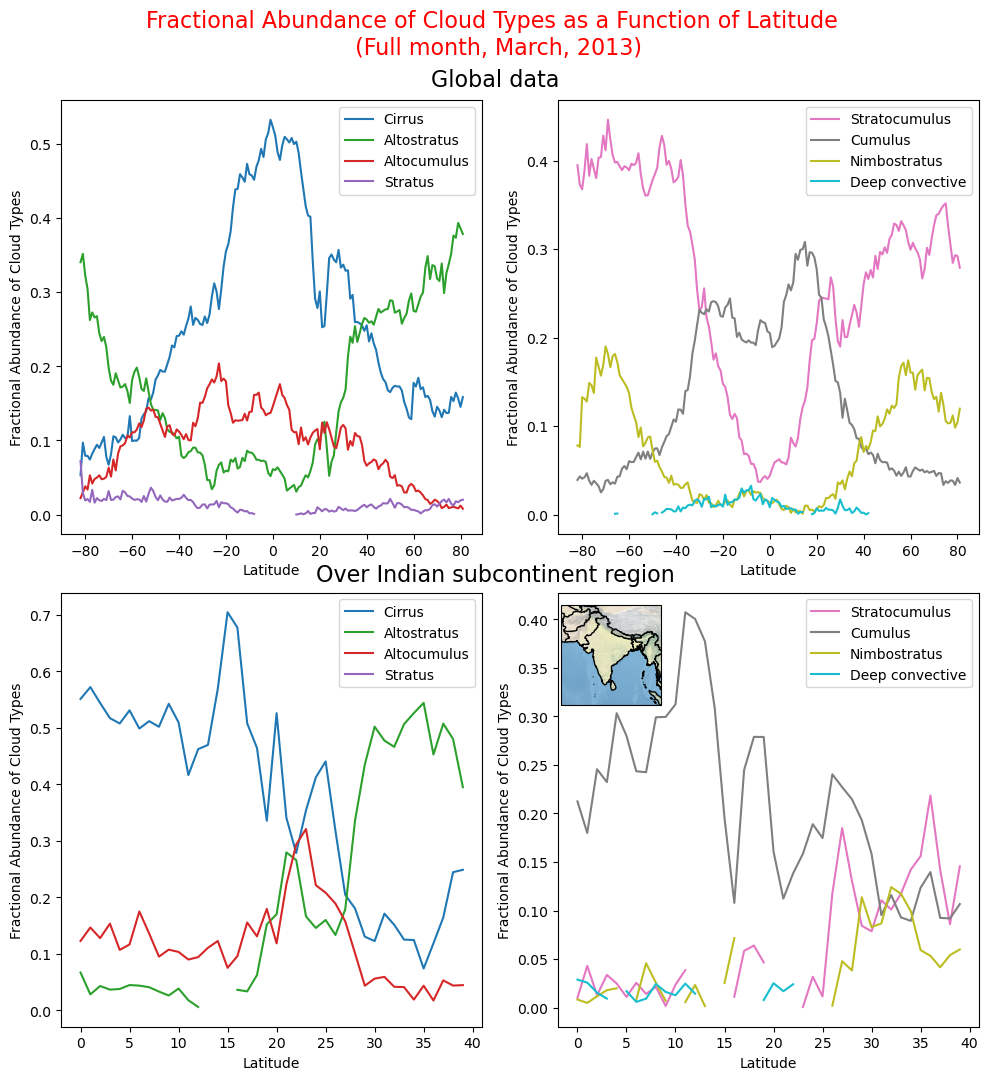 Fractional Abundance of Cloud Types as a Function of Latitude
(Full month, March, 2013)
Global data
Fractional Abundance of Cloud Types
0.5
0.4
0.3
0.2
0.1
0.0
Cirrus
Altostratus
Altocumulus
Stratus
−80 −60 −40 −20 0 20 40 60 80
Latitude
Fractional Abundance of Cloud Types
0.4
0.3
0.2
0.1
0.0
Stratocumulus
Cumulus
Nimbostratus
Deep convective
−80 −60 −40 −20 0 20 40 60 80
Latitude
Over Indian subcontinent region
Fractional Abundance of Cloud Types
0.7
0.6
0.5
0.4
0.3
0.2
0.1
0.0
Cirrus
Altostratus
Altocumulus
Stratus
0 5 10 15 20 25 30 35 40
Latitude
Fractional Abundance of Cloud Types
0.40
0.35
0.30
0.25
0.20
0.15
0.10
0.05
0.00
Stratocumulus
Cumulus
Nimbostratus
Deep convective
0 5 10 15 20 25 30 35 40
Latitude